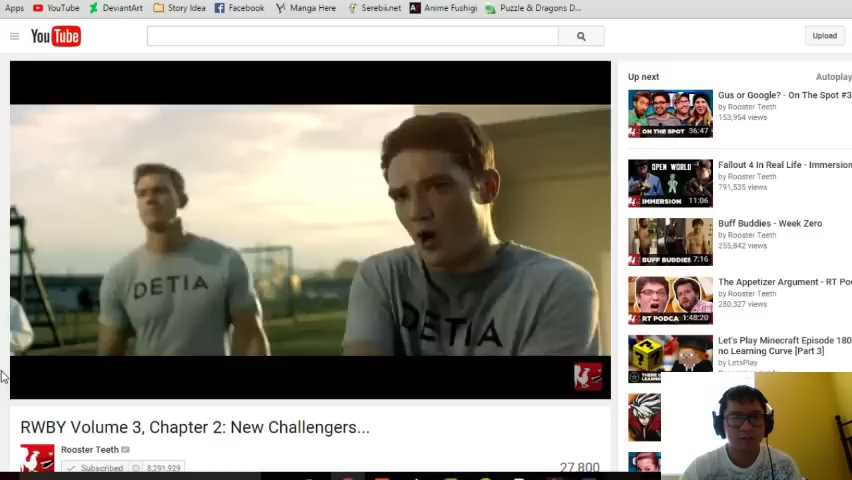 Apps YouTube DeviantArt Story Idea Facebook Manga Here Serebii.net Anime Fushigi Puzzle & Dragons D...
YouTube
Upload
DETIA
DETIA
RWBY Volume 3, Chapter 2: New Challengers...
Rooster Teeth
Subscribed 8,291,929
27,800
Up next
Autoplay
Gus or Google? - On The Spot #3
by Rooster Teeth
153,954 views
ON THE SPOT 36:47
Fallout 4 In Real Life - Immersion
by Rooster Teeth
791,535 views
OPEN WORLD
IMMERSION 11:06
Buff Buddies - Week Zero
by Rooster Teeth
255,842 views
BUFF BUDDIES 7:16
The Appetizer Argument - RT Po
by Rooster Teeth
280,327 views
RT PODCA 1:48:20
Let's Play Minecraft Episode 180
no Learning Curve [Part 3]
by LetsPlay